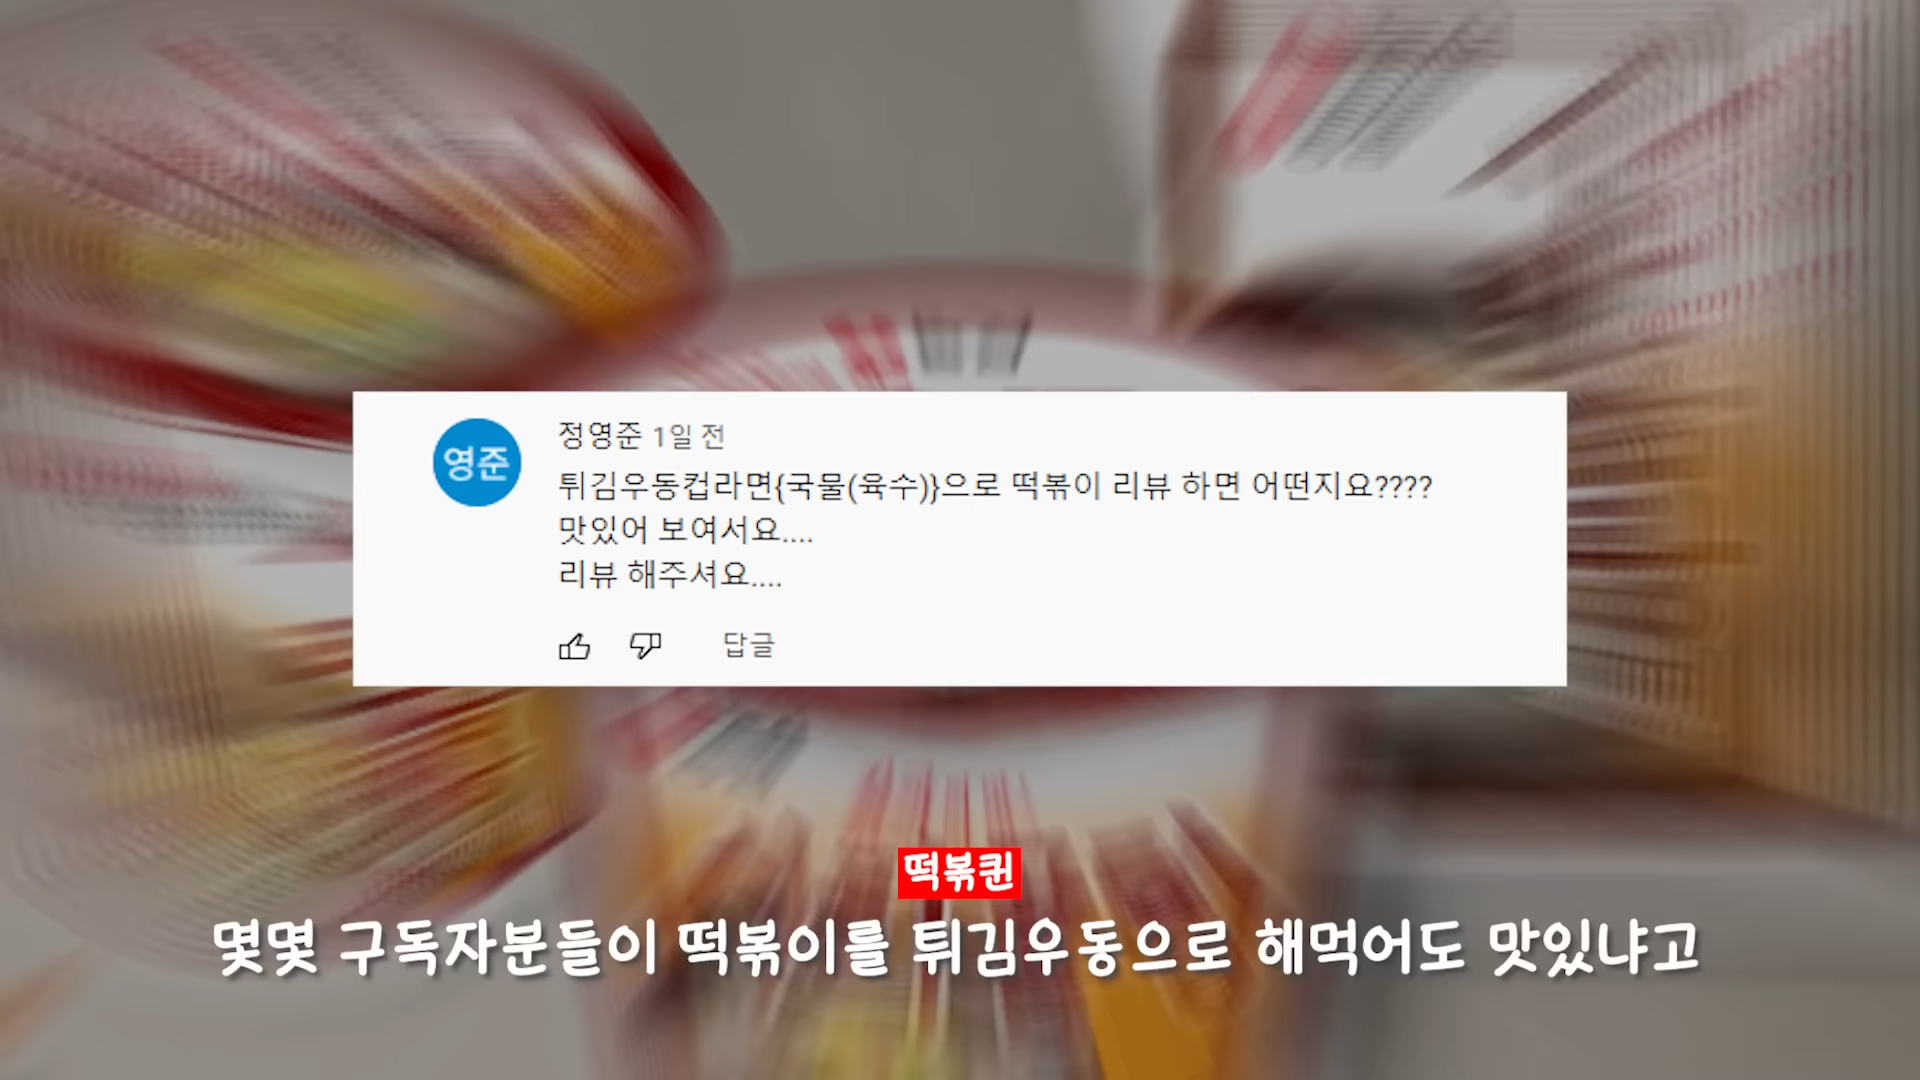 영준
정영준 1일 전
튀김우동컵라면{국물(육수)}으로 떡볶이 리뷰 하면 어떤지요????
맛있어 보여서요....
리뷰 해주셔요....
답글
떡볶퀸
몇몇 구독자분들이 떡볶이를 튀김우동으로 해먹어도 맛있냐고